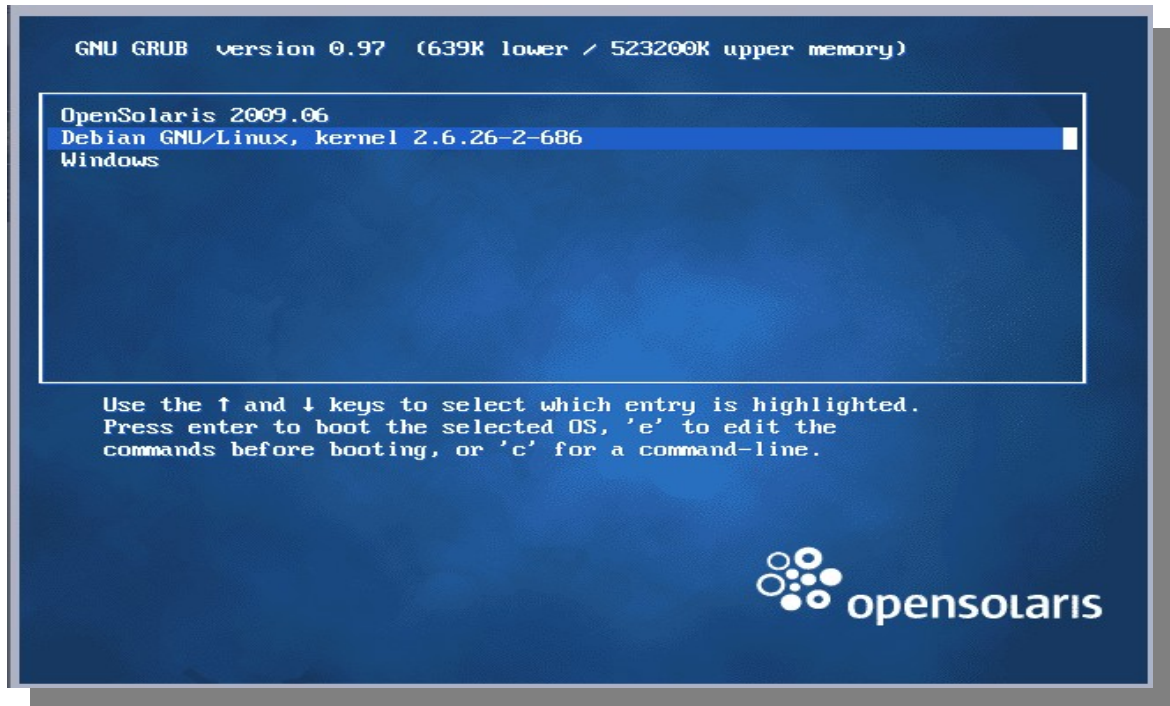 GNU GRUB version 0.97 (639K lower / 523200K upper memory)
OpenSolaris 2009.06
Debian GNU/Linux, kernel 2.6.26-2-686
Windows
Use the ↑ and ↓ keys to select which entry is highlighted.
Press enter to boot the selected OS, 'e' to edit the
commands before booting, or 'c' for a command-line.
opensolaris